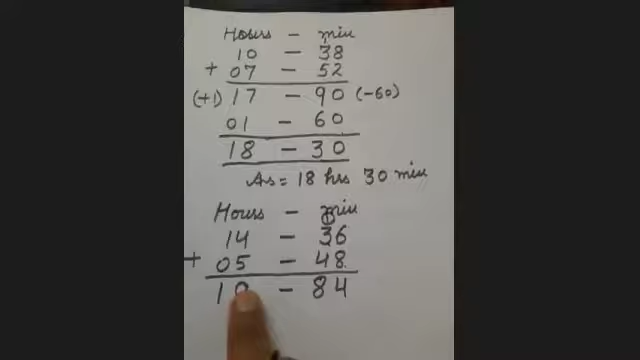 Hours - min
10 - 38
+ 07 - 52
(+1) 17 - 90 (-60)
01 - 60
18 - 30
As = 18 hrs 30 min
Hours - min
14 - 36
+ 05 - 48
- 84